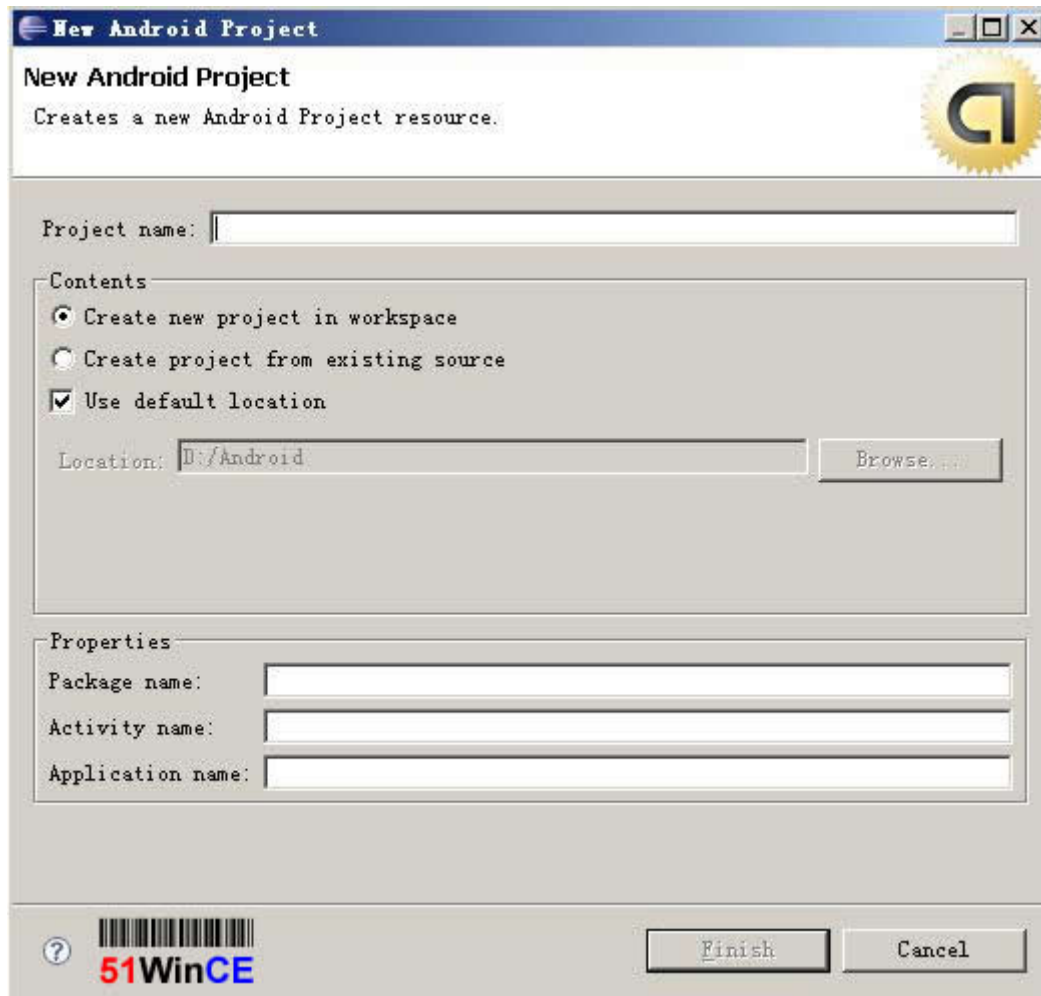 New Android Project
New Android Project
Creates a new Android Project resource.
Project name:
Contents
Create new project in workspace
Create project from existing source
Use default location
Location: D:/Android Browse...
Properties
Package name:
Activity name:
Application name:
? 51WinCE Finish Cancel